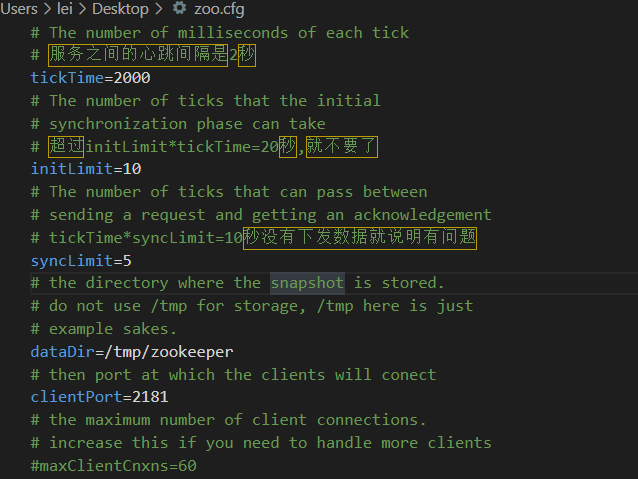 Users > lei > Desktop > zoo.cfg
# The number of milliseconds of each tick
# 服务之间的心跳间隔是2秒
tickTime=2000
# The number of ticks that the initial
# synchronization phase can take
# 超过initLimit*tickTime=20秒,就不要了
initLimit=10
# The number of ticks that can pass between
# sending a request and getting an acknowledgement
# tickTime*syncLimit=10秒没有下发数据就说明有问题
syncLimit=5
# the directory where the snapshot is stored.
# do not use /tmp for storage, /tmp here is just
# example sakes.
dataDir=/tmp/zookeeper
# then port at which the clients will conect
clientPort=2181
# the maximum number of client connections.
# increase this if you need to handle more clients
#maxClientCnxns=60